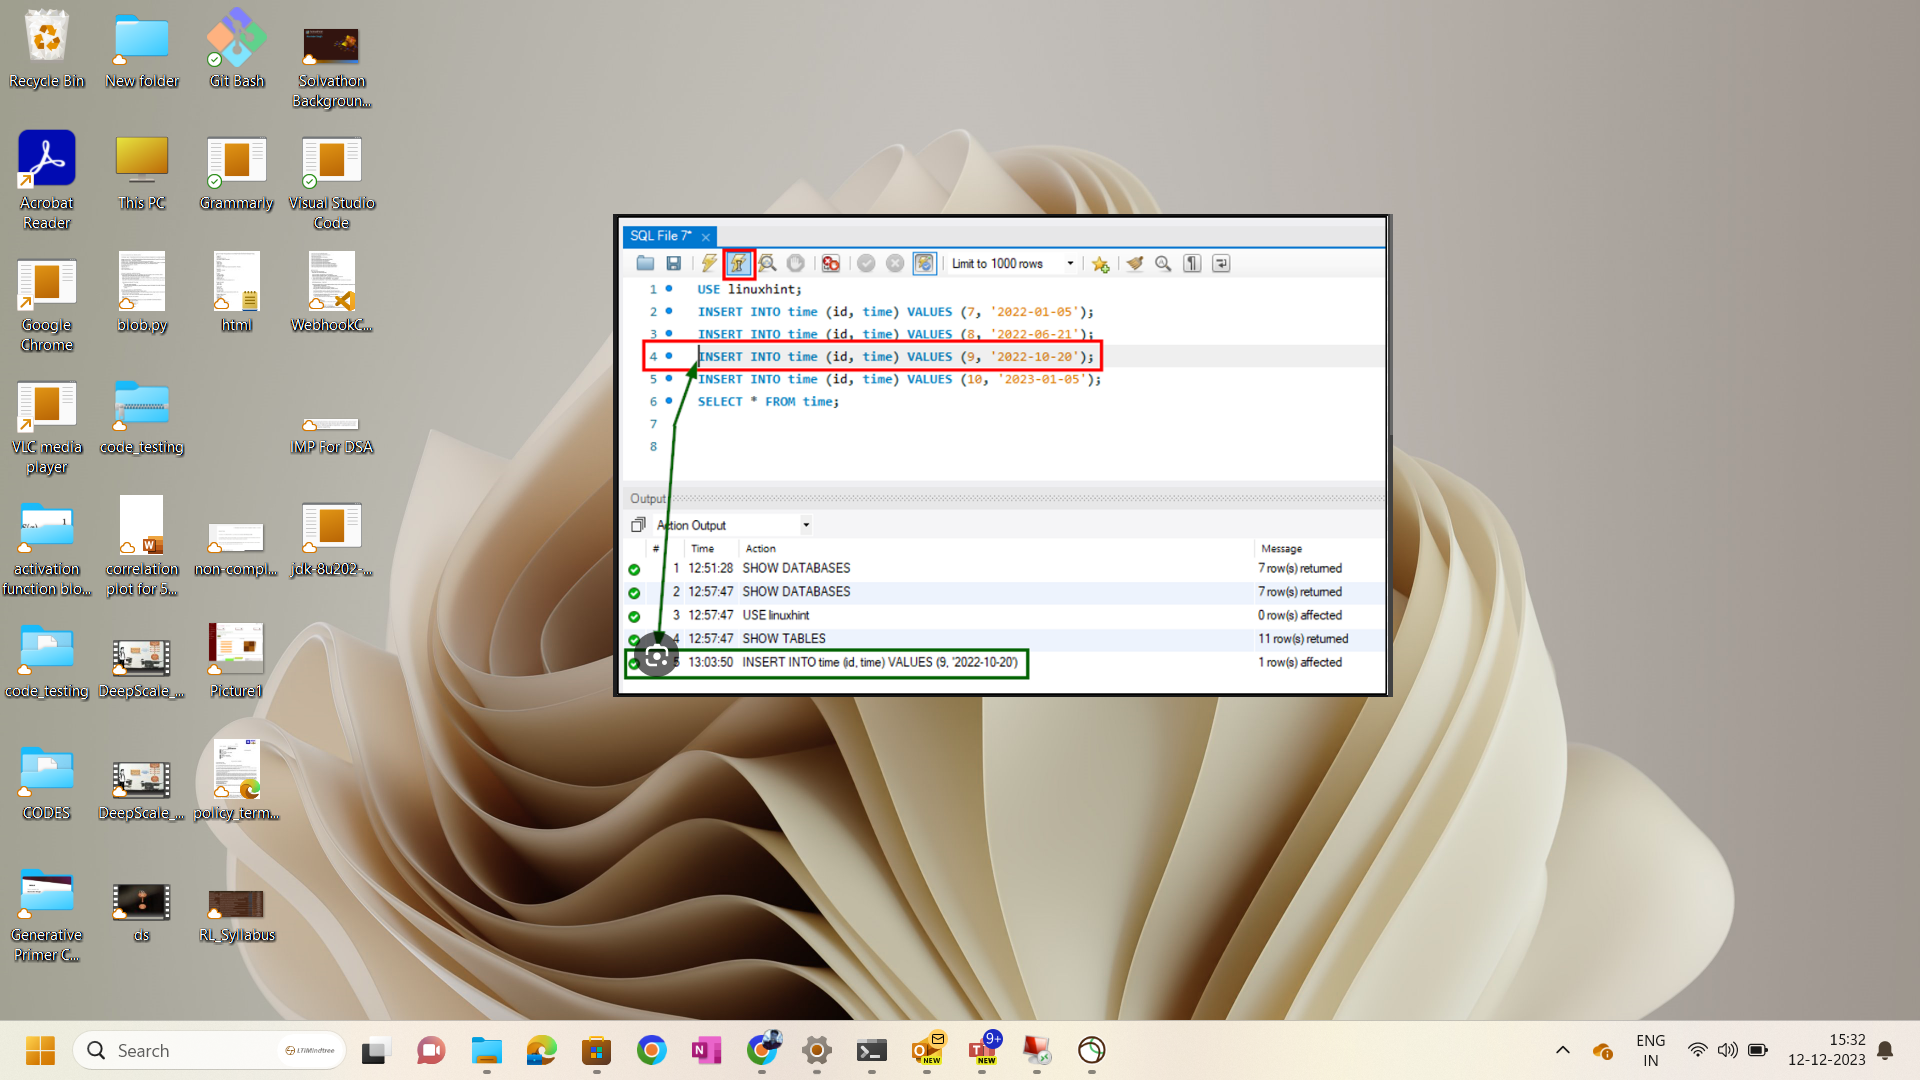 Recycle Bin
New folder
Git Bash
Solvathon
Backgroun...
Acrobat
Reader
This PC
Grammarly
Visual Studio
Code
Google
Chrome
blob.py
html
WebhookC...
VLC media
player
code_testing
IMP For DSA
activation
function blo...
correlation
plot for 5...
non-compl...
jdk-8u202-...
code_testing
DeepScale_...
Picture1
CODES
DeepScale_...
policy_term...
Generative
Primer C...
ds
RL_Syllabus
SQL File 7*
Limit to 1000 rows
1 USE linuxhint;
2 INSERT INTO time (id, time) VALUES (7, '2022-01-05');
3 INSERT INTO time (id, time) VALUES (8, '2022-06-21');
4 INSERT INTO time (id, time) VALUES (9, '2022-10-20');
5 INSERT INTO time (id, time) VALUES (10, '2023-01-05');
6 SELECT * FROM time;
7
8
Output
Action Output
# Time Action Message
1 12:51:28 SHOW DATABASES 7 row(s) returned
2 12:57:47 SHOW DATABASES 7 row(s) returned
3 12:57:47 USE linuxhint 0 row(s) affected
4 12:57:47 SHOW TABLES 11 row(s) returned
5 13:03:50 INSERT INTO time (id, time) VALUES (9, '2022-10-20') 1 row(s) affected
Search
LTIMindtree
NEW
9+
NEW
ENG
IN
15:32
12-12-2023